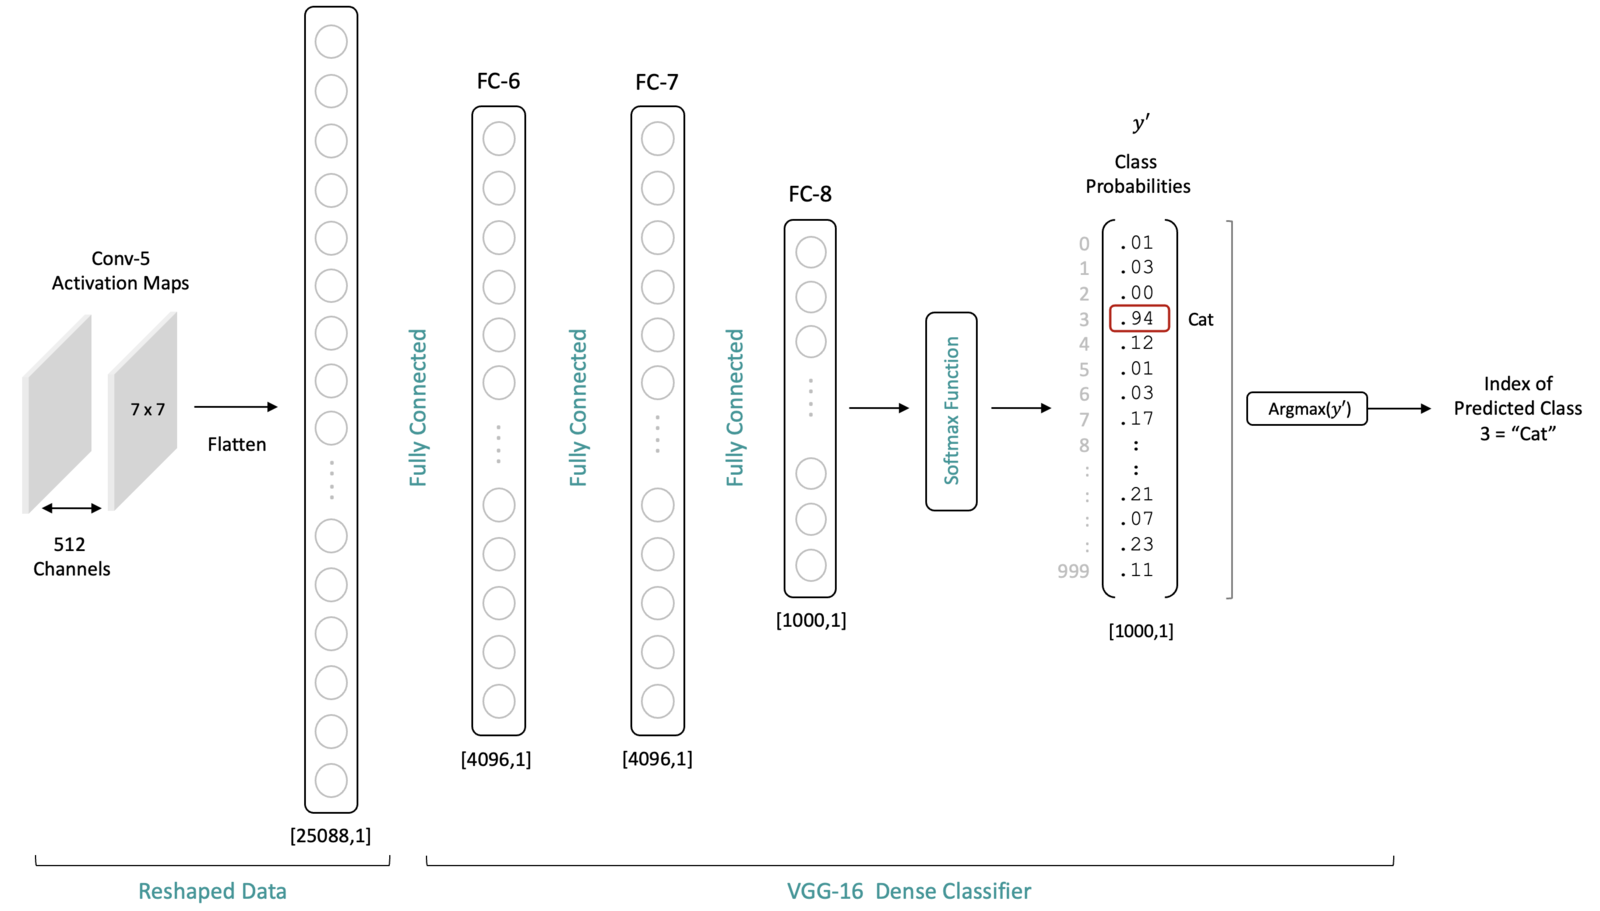 Conv-5
Activation Maps
7 x 7
512
Channels
Flatten
[25088,1]
Reshaped Data
Fully Connected
FC-6
[4096,1]
Fully Connected
FC-7
[4096,1]
Fully Connected
FC-8
[1000,1]
Softmax Function
y′
Class
Probabilities
0 .01
1 .03
2 .00
3 .94 Cat
4 .12
5 .01
6 .03
7 .17
8 :
: :
: .21
: .07
: .23
999 .11
[1000,1]
Argmax(y′)
Index of
Predicted Class
3 = “Cat”
VGG-16 Dense Classifier